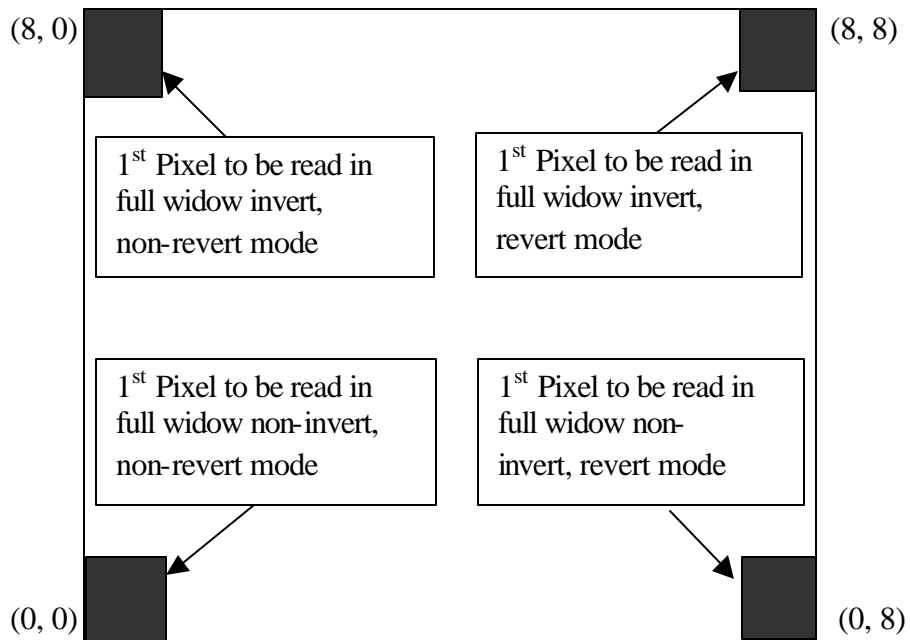 (8, 0)
(8, 8)
1st Pixel to be read in
full widow invert,
non-revert mode
1st Pixel to be read in
full widow invert,
revert mode
1st Pixel to be read in
full widow non-invert,
non-revert mode
1st Pixel to be read in
full widow non-
invert, revert mode
(0, 0)
(0, 8)